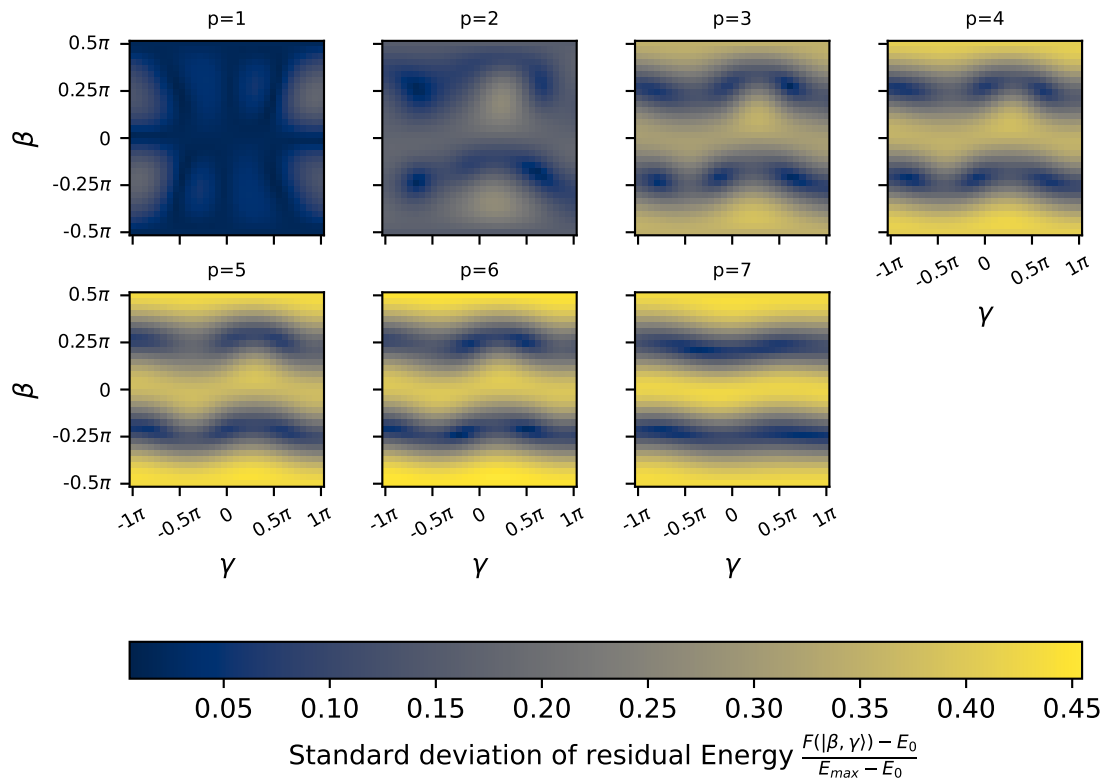 p=1 p=2 p=3 p=4
0.5π
0.25π
0
-0.25π
-0.5π
β
-1π -0.5π 0 0.5π 1π
γ
p=5 p=6 p=7
0.5π
0.25π
0
-0.25π
-0.5π
β
-1π -0.5π 0 0.5π 1π -1π -0.5π 0 0.5π 1π -1π -0.5π 0 0.5π 1π
γ γ γ
0.05 0.10 0.15 0.20 0.25 0.30 0.35 0.40 0.45
Standard deviation of residual Energy F(|β, γ⟩) − E₀ / Eₘₐₓ − E₀